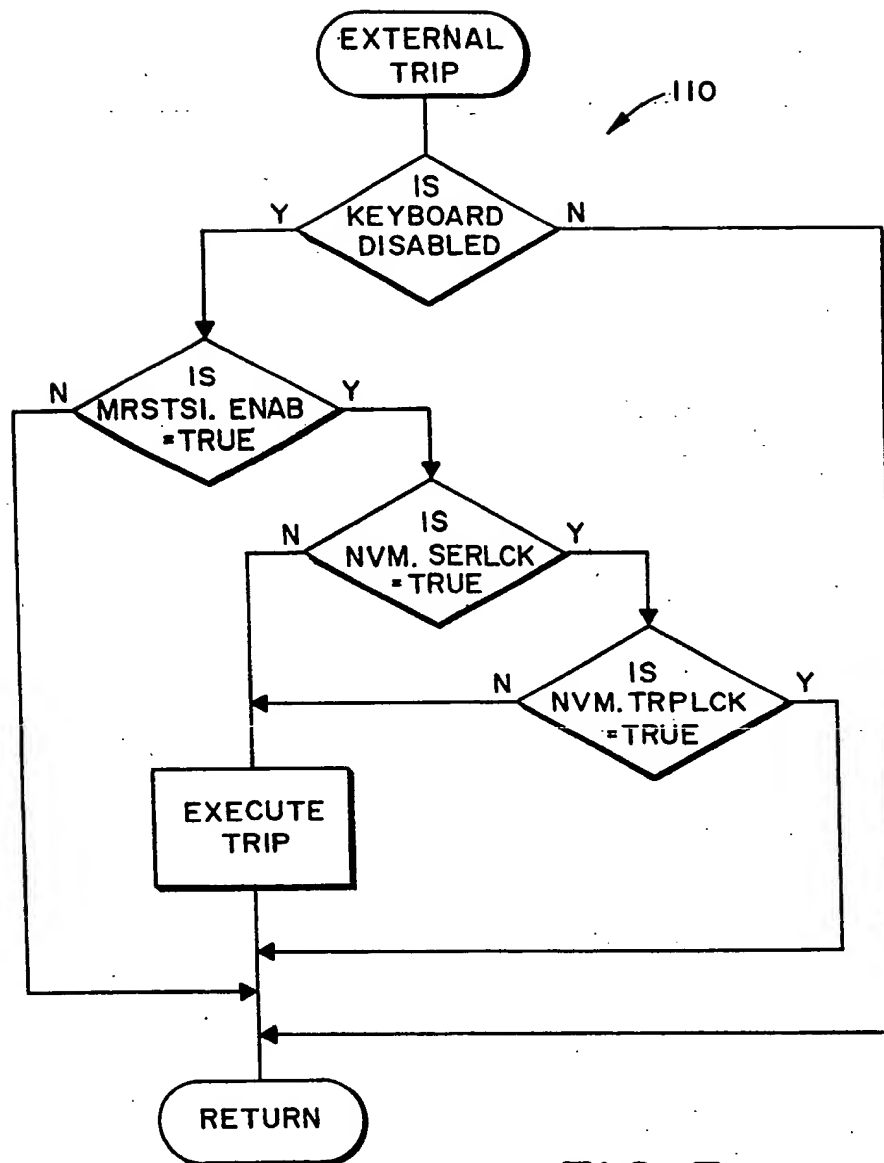 EXTERNAL
TRIP
110
IS
KEYBOARD
DISABLED
Y
N
IS
MRSTSI. ENAB
=TRUE
N
Y
IS
NVM. SERLCK
=TRUE
N
Y
IS
NVM. TRPLCK
=TRUE
N
Y
EXECUTE
TRIP
RETURN